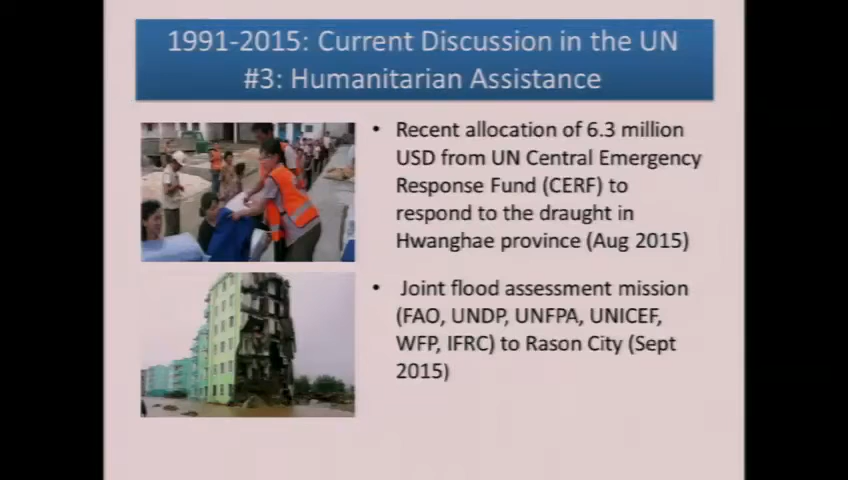 1991-2015: Current Discussion in the UN
#3: Humanitarian Assistance
• Recent allocation of 6.3 million
USD from UN Central Emergency
Response Fund (CERF) to
respond to the draught in
Hwanghae province (Aug 2015)
• Joint flood assessment mission
(FAO, UNDP, UNFPA, UNICEF,
WFP, IFRC) to Rason City (Sept
2015)